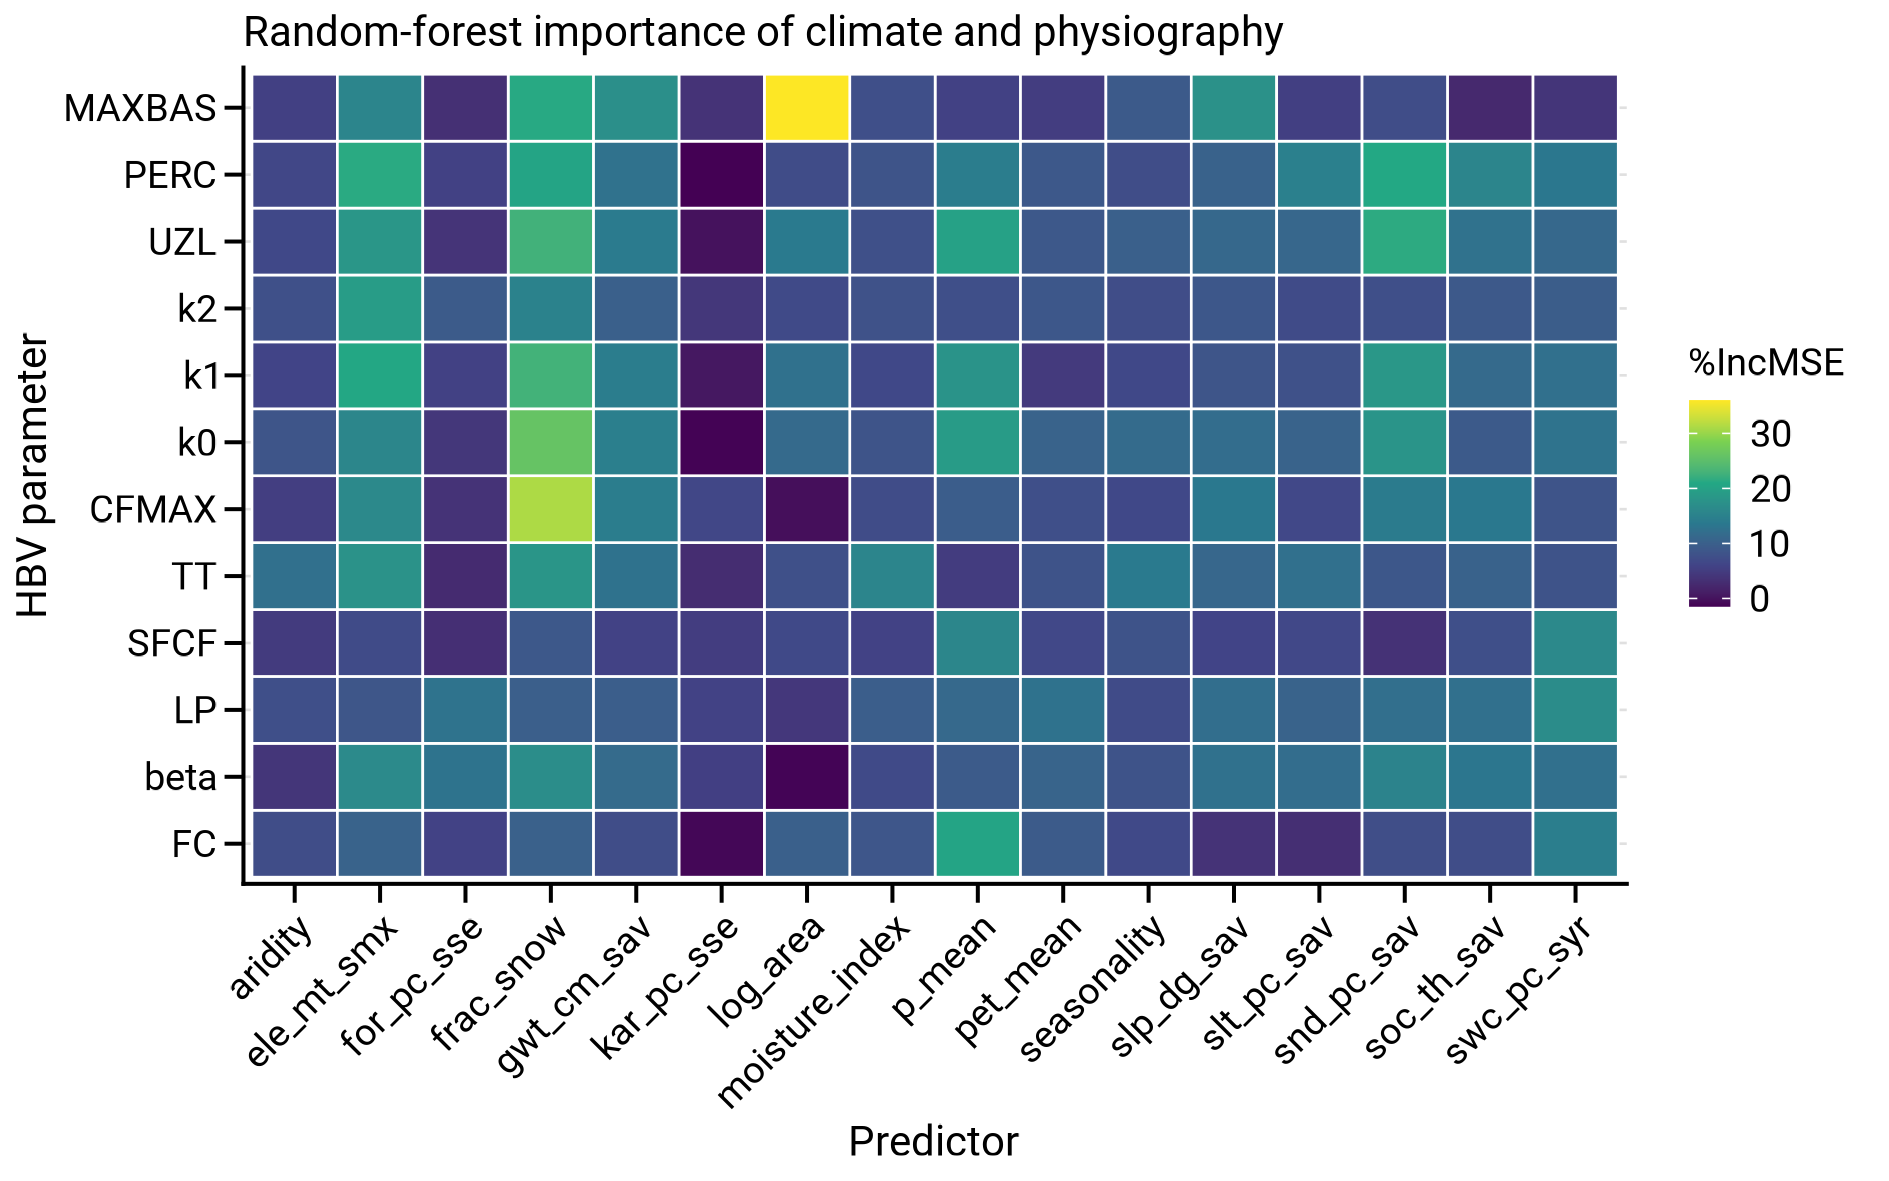 Random-forest importance of climate and physiography
HBV parameter
MAXBAS
PERC
UZL
k2
k1
k0
CFMAX
TT
SFCF
LP
beta
FC
aridity
ele_mt_smx
for_pc_sse
frac_snow
gwt_cm_sav
kar_pc_sse
log_area
moisture_index
p_mean
pet_mean
seasonality
slp_dg_sav
slt_pc_sav
snd_pc_sav
soc_th_sav
swc_pc_syr
Predictor
%IncMSE
30
20
10
0